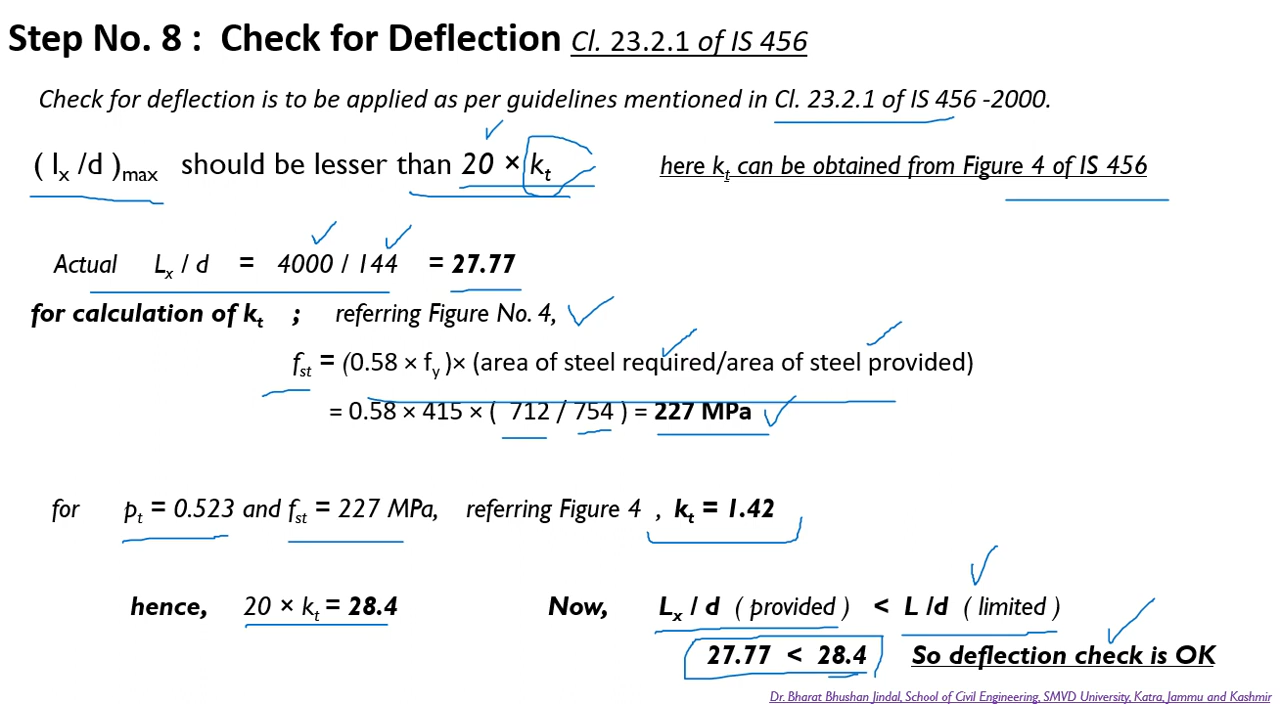 Step No. 8 : Check for Deflection Cl. 23.2.1 of IS 456
Check for deflection is to be applied as per guidelines mentioned in Cl. 23.2.1 of IS 456 -2000.
( lx /d )max should be lesser than 20 × kt here kt can be obtained from Figure 4 of IS 456
Actual Lx / d = 4000 / 144 = 27.77
for calculation of kt ; referring Figure No. 4,
fst = (0.58 × fy )× (area of steel required/area of steel provided)
= 0.58 × 415 × ( 712 / 754 ) = 227 MPa
for pt = 0.523 and fst = 227 MPa, referring Figure 4 , kt = 1.42
hence, 20 × kt = 28.4 Now, Lx / d ( provided ) < L /d ( limited )
27.77 < 28.4 So deflection check is OK
Dr. Bharat Bhushan Jindal, School of Civil Engineering, SMVD University, Katra, Jammu and Kashmir